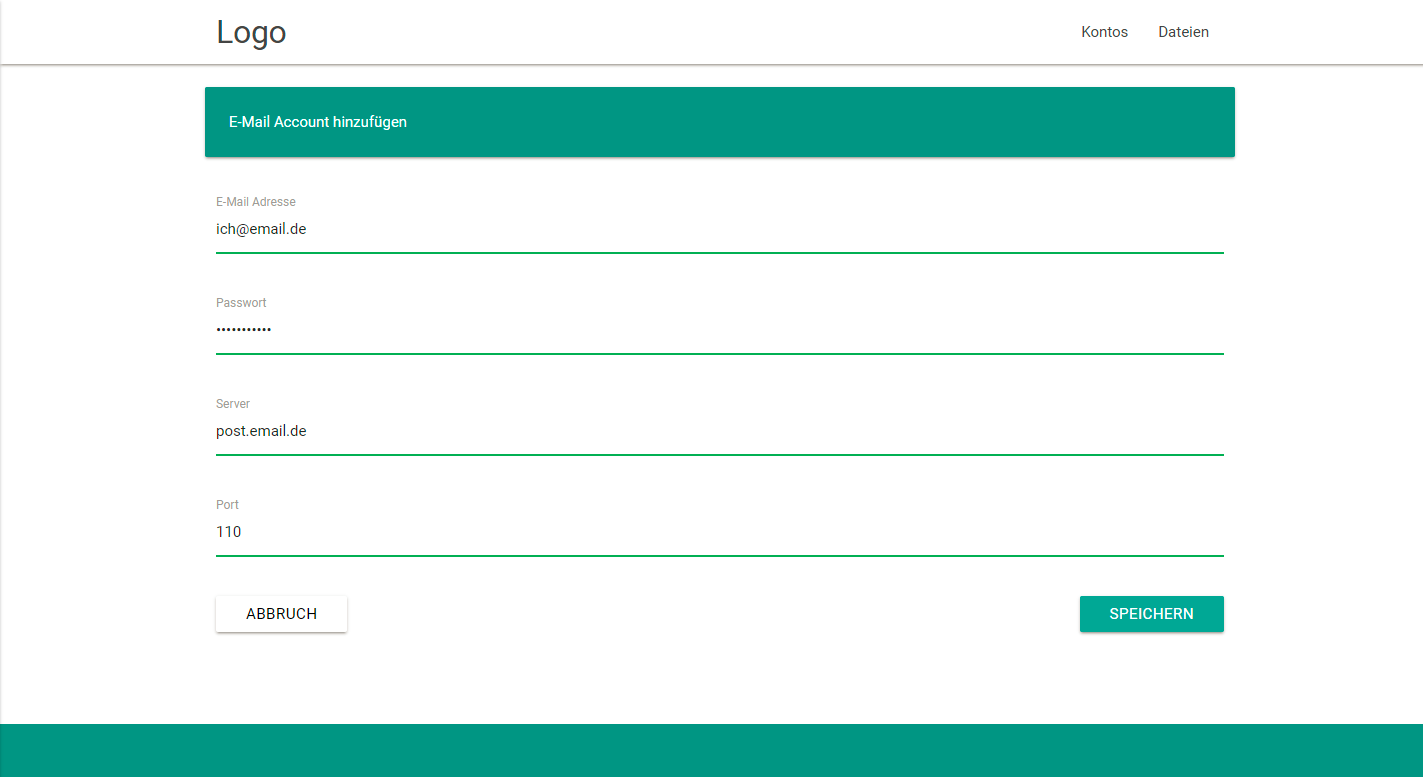 Logo
Kontos Dateien
E-Mail Account hinzufügen
E-Mail Adresse
ich@email.de
Passwort
•••••••••••
Server
post.email.de
Port
110
ABBRUCH SPEICHERN